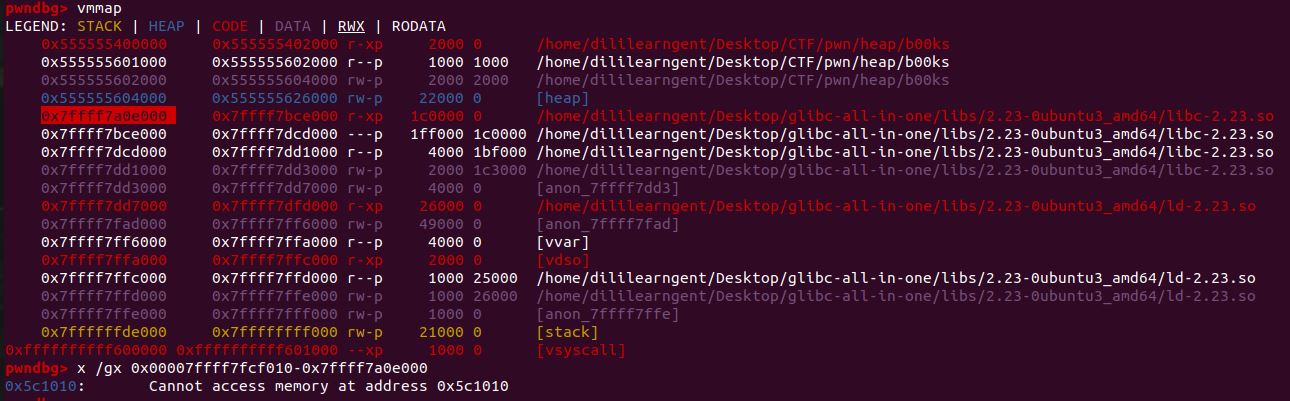 pwndbg> vmmap
LEGEND: STACK | HEAP | CODE | DATA | RWX | RODATA
0x555555400000 0x555555402000 r-xp 2000 0 /home/dililearngent/Desktop/CTF/pwn/heap/b00ks
0x555555601000 0x555555602000 r--p 1000 1000 /home/dililearngent/Desktop/CTF/pwn/heap/b00ks
0x555555602000 0x555555604000 rw-p 2000 2000 /home/dililearngent/Desktop/CTF/pwn/heap/b00ks
0x555555604000 0x555555626000 rw-p 22000 0 [heap]
0x7ffff7a0e000 0x7ffff7bce000 r-xp 1c0000 0 /home/dililearngent/Desktop/glibc-all-in-one/libs/2.23-0ubuntu3_amd64/libc-2.23.so
0x7ffff7bce000 0x7ffff7dcd000 ---p 1ff000 1c0000 /home/dililearngent/Desktop/glibc-all-in-one/libs/2.23-0ubuntu3_amd64/libc-2.23.so
0x7ffff7dcd000 0x7ffff7dd1000 r--p 4000 1bf000 /home/dililearngent/Desktop/glibc-all-in-one/libs/2.23-0ubuntu3_amd64/libc-2.23.so
0x7ffff7dd1000 0x7ffff7dd3000 rw-p 2000 1c3000 /home/dililearngent/Desktop/glibc-all-in-one/libs/2.23-0ubuntu3_amd64/libc-2.23.so
0x7ffff7dd3000 0x7ffff7dd7000 rw-p 4000 0 [anon_7ffff7dd3]
0x7ffff7dd7000 0x7ffff7dfd000 r-xp 26000 0 /home/dililearngent/Desktop/glibc-all-in-one/libs/2.23-0ubuntu3_amd64/ld-2.23.so
0x7ffff7fad000 0x7ffff7ff6000 rw-p 49000 0 [anon_7ffff7fad]
0x7ffff7ff6000 0x7ffff7ffa000 r--p 4000 0 [vvar]
0x7ffff7ffa000 0x7ffff7ffc000 r-xp 2000 0 [vdso]
0x7ffff7ffc000 0x7ffff7ffd000 r--p 1000 25000 /home/dililearngent/Desktop/glibc-all-in-one/libs/2.23-0ubuntu3_amd64/ld-2.23.so
0x7ffff7ffd000 0x7ffff7ffe000 rw-p 1000 26000 /home/dililearngent/Desktop/glibc-all-in-one/libs/2.23-0ubuntu3_amd64/ld-2.23.so
0x7ffff7ffe000 0x7ffff7fff000 rw-p 1000 0 [anon_7ffff7ffe]
0x7ffffffde000 0x7ffffffff000 rw-p 21000 0 [stack]
0xffffffffff600000 0xffffffffff601000 --xp 1000 0 [vsyscall]
pwndbg> x /gx 0x00007ffff7fcf010-0x7ffff7a0e000
0x5c1010: Cannot access memory at address 0x5c1010